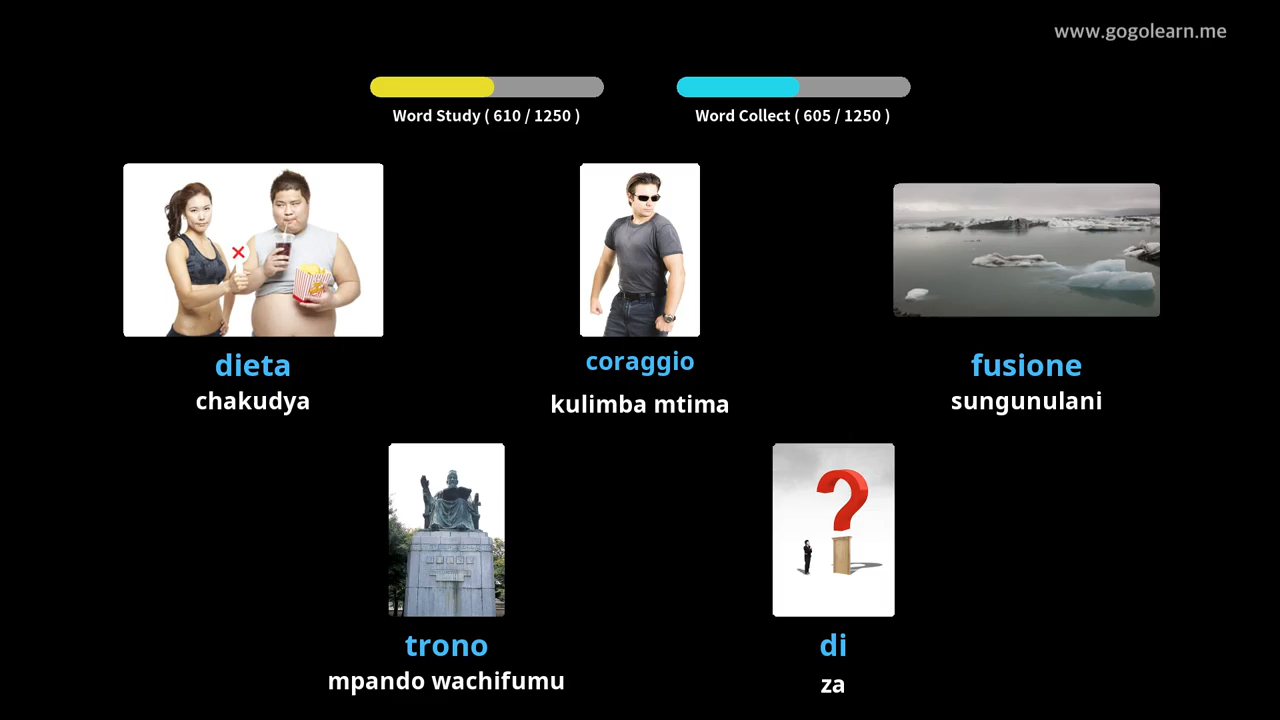 www.gogolearn.me
Word Study ( 610 / 1250 )
Word Collect ( 605 / 1250 )
dieta
chakudya
coraggio
kulimba mtima
fusione
sungunulani
trono
mpando wachifumu
di
za